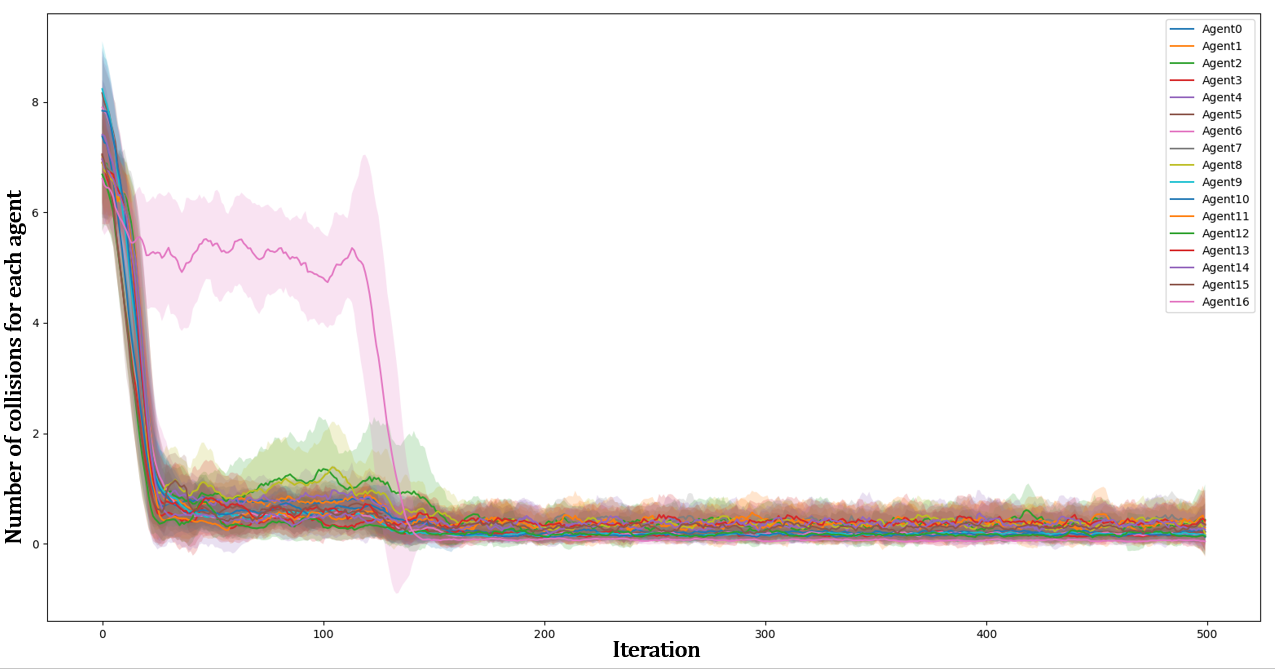 Number of collisions for each agent
8
6
4
2
0
0
100
200
300
400
500
Iteration
Agent0
Agent1
Agent2
Agent3
Agent4
Agent5
Agent6
Agent7
Agent8
Agent9
Agent10
Agent11
Agent12
Agent13
Agent14
Agent15
Agent16